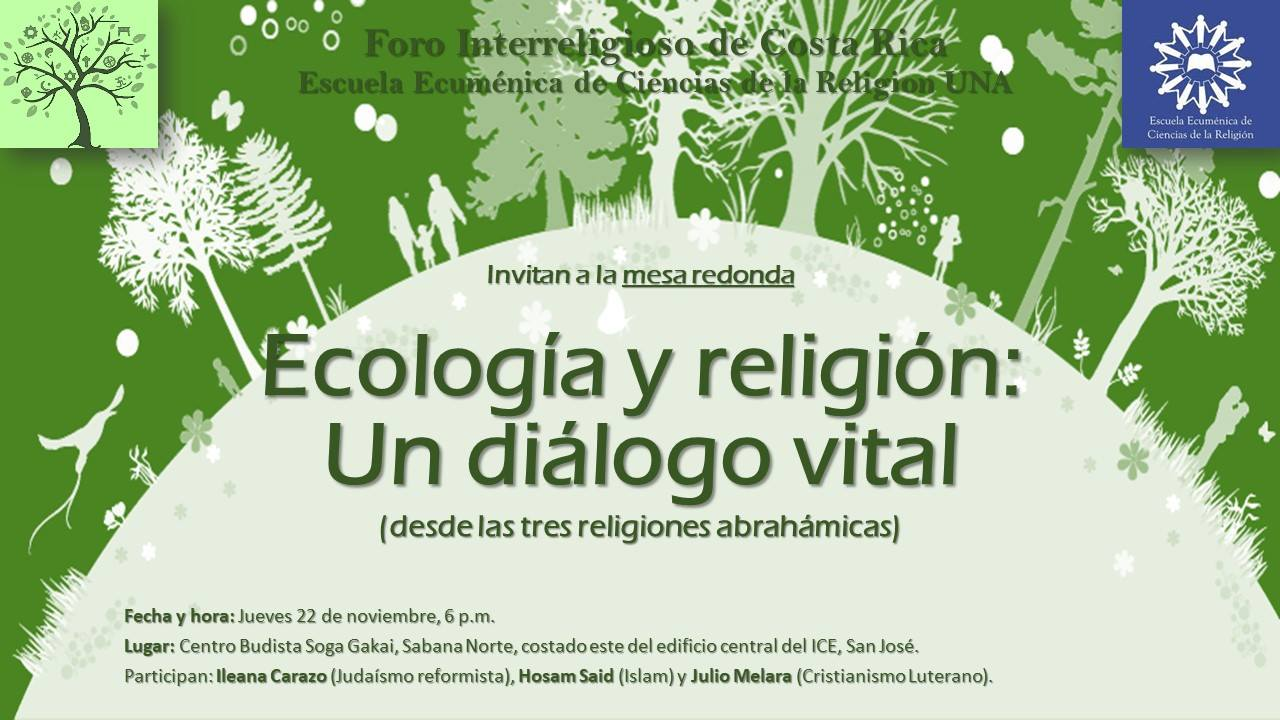 Foro Interreligioso de Costa Rica
Escuela Ecuménica de Ciencias de la Religion UNA
Escuela Ecuménica de
Ciencias de la Religión
Invitan a la mesa redonda
Ecología y religión:
Un diálogo vital
(desde las tres religiones abrahámicas)
Fecha y hora: Jueves 22 de noviembre, 6 p.m.
Lugar: Centro Budista Soga Gakai, Sabana Norte, costado este del edificio central del ICE, San José.
Participan: Ileana Carazo (Judaísmo reformista), Hosam Said (Islam) y Julio Melara (Cristianismo Luterano).